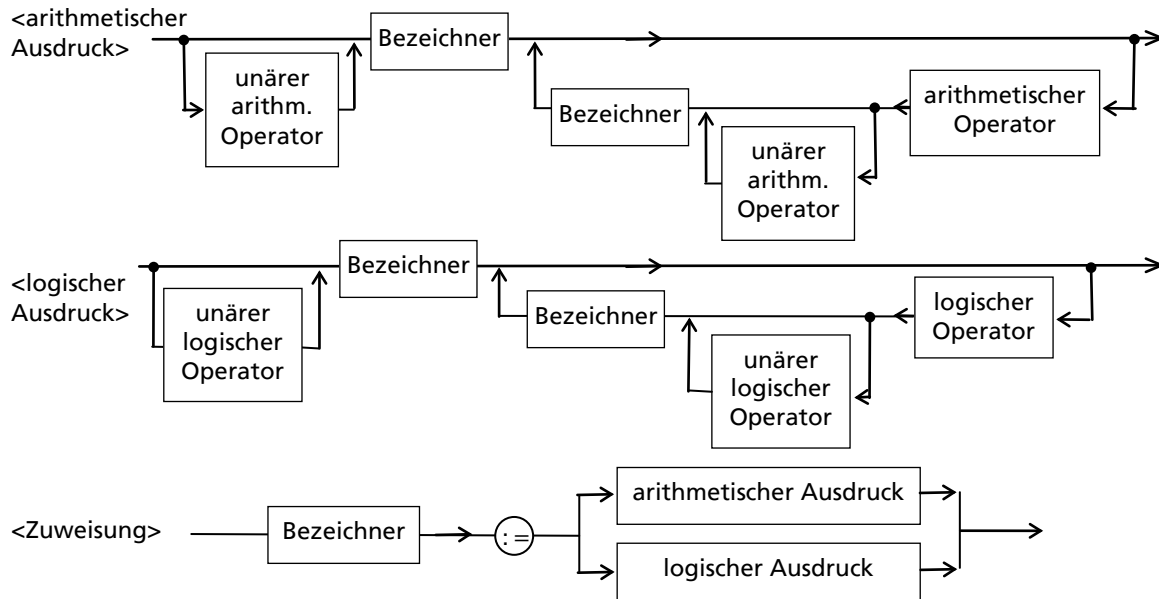 <arithmetischer
Ausdruck>
Bezeichner
unärer
arithm.
Operator
Bezeichner
unärer
arithm.
Operator
arithmetischer
Operator
<logischer
Ausdruck>
Bezeichner
unärer
logischer
Operator
Bezeichner
unärer
logischer
Operator
logischer
Operator
<Zuweisung>
Bezeichner
:=
arithmetischer Ausdruck
logischer Ausdruck